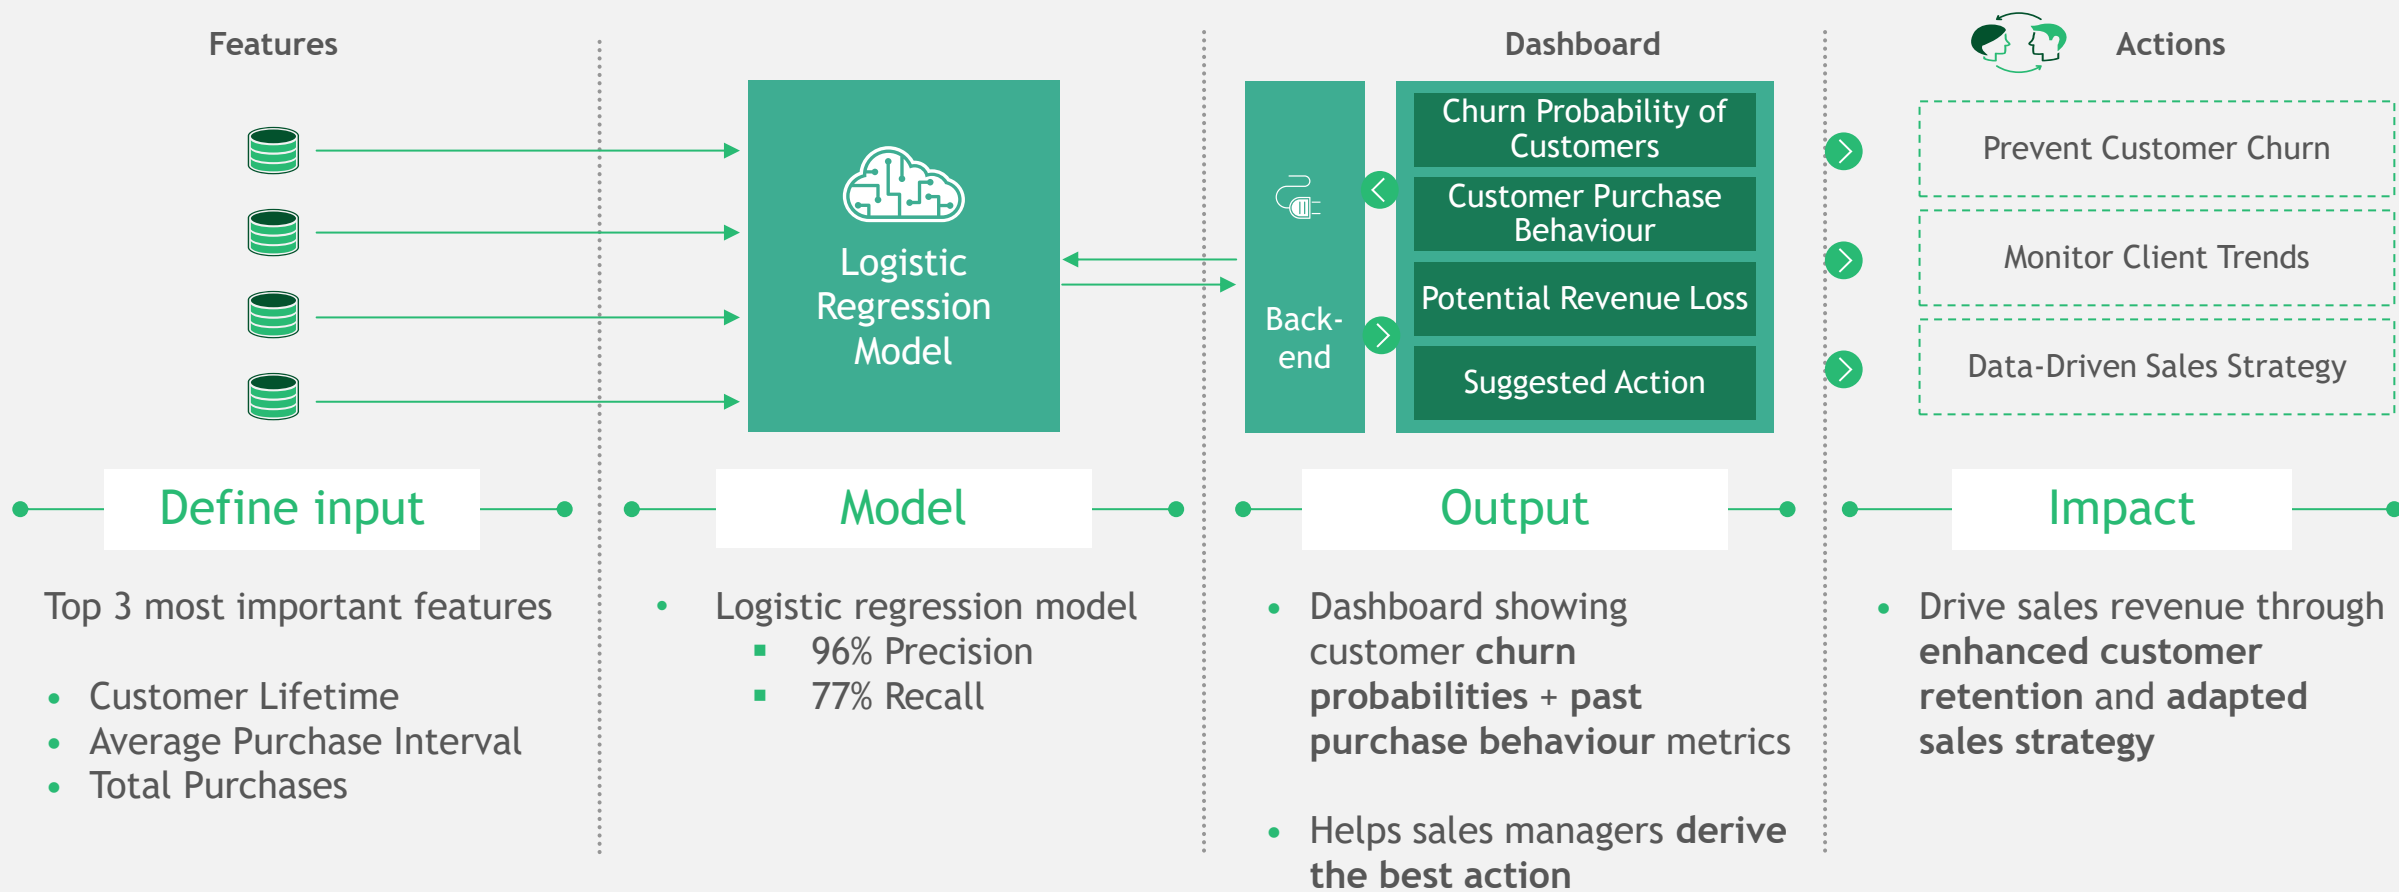 Features
Dashboard
Actions
Logistic
Regression
Model
Back-
end
Churn Probability of
Customers
Customer Purchase
Behaviour
Potential Revenue Loss
Suggested Action
Prevent Customer Churn
Monitor Client Trends
Data-Driven Sales Strategy
Define input
Model
Output
Impact
Top 3 most important features
• Customer Lifetime
• Average Purchase Interval
• Total Purchases
• Logistic regression model
▪ 96% Precision
▪ 77% Recall
• Dashboard showing
customer churn
probabilities + past
purchase behaviour metrics
• Helps sales managers derive
the best action
• Drive sales revenue through
enhanced customer
retention and adapted
sales strategy